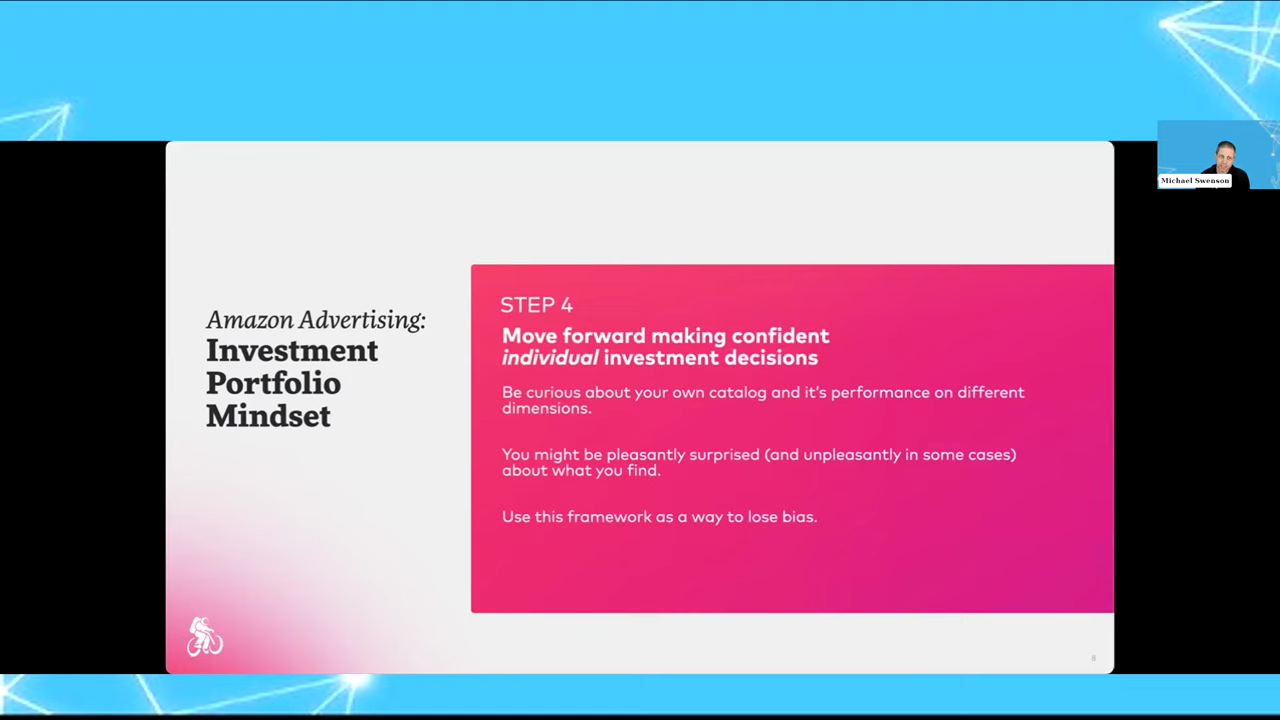 Michael Swenson
Amazon Advertising:
Investment
Portfolio
Mindset
STEP 4
Move forward making confident
individual investment decisions
Be curious about your own catalog and it's performance on different
dimensions.
You might be pleasantly surprised (and unpleasantly in some cases)
about what you find.
Use this framework as a way to lose bias.
8